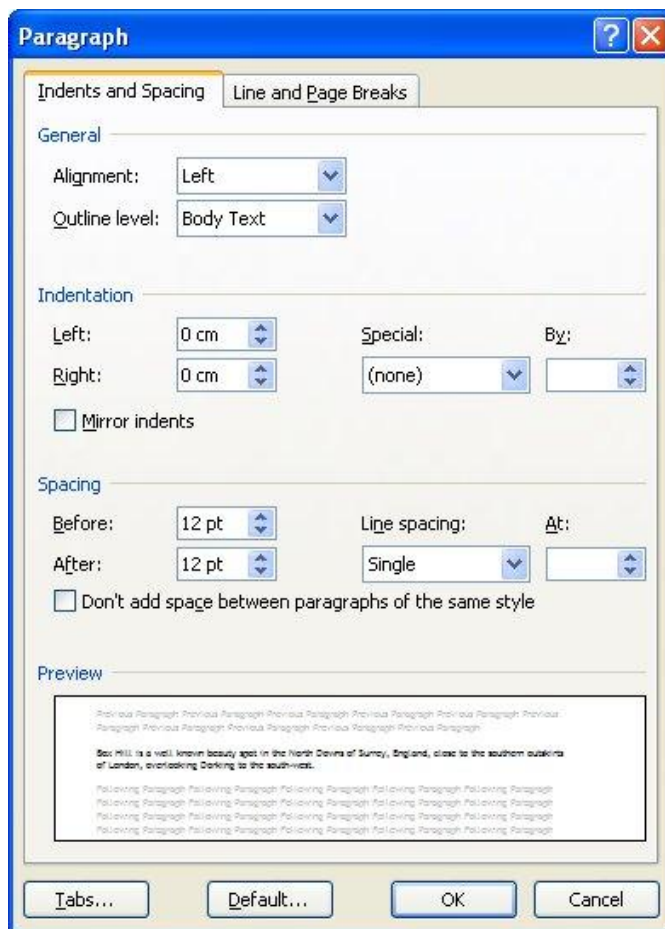 Paragraph
Indents and Spacing Line and Page Breaks
General
Alignment: Left
Outline level: Body Text
Indentation
Left: 0 cm Special: By:
Right: 0 cm (none)
Mirror indents
Spacing
Before: 12 pt Line spacing: At:
After: 12 pt Single
Don't add space between paragraphs of the same style
Preview
Previous Paragraph Previous Paragraph Previous Paragraph Previous Paragraph Previous Paragraph Previous
Paragraph Previous Paragraph Previous Paragraph Previous Paragraph Previous Paragraph
Box Hill is a well known beauty spot in the North Downs of Surrey, England, close to the southern outskirts
of London, overlooking Dorking to the south-west.
Following Paragraph Following Paragraph Following Paragraph Following Paragraph Following Paragraph
Following Paragraph Following Paragraph Following Paragraph Following Paragraph Following Paragraph
Following Paragraph Following Paragraph Following Paragraph Following Paragraph Following Paragraph
Following Paragraph Following Paragraph Following Paragraph Following Paragraph Following Paragraph
Tabs... Default... OK Cancel